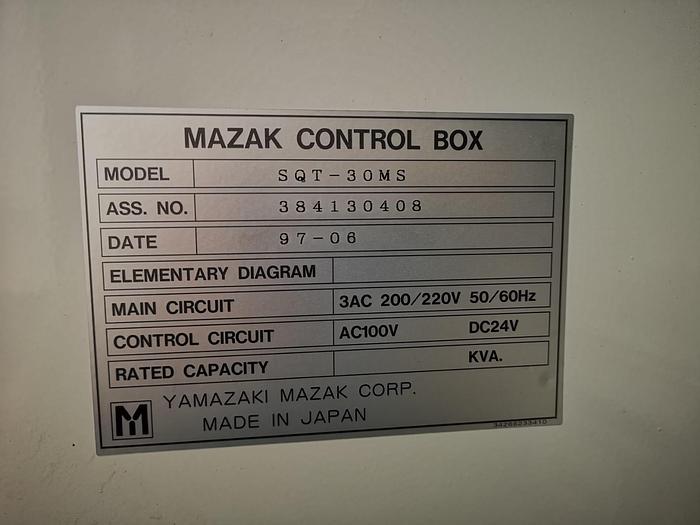 MAZAK CONTROL BOX
MODEL SQT-30MS
ASS. NO. 384130408
DATE 97-06
ELEMENTARY DIAGRAM
MAIN CIRCUIT 3AC 200/220V 50/60Hz
CONTROL CIRCUIT AC100V DC24V
RATED CAPACITY KVA.
YAMAZAKI MAZAK CORP.
MADE IN JAPAN